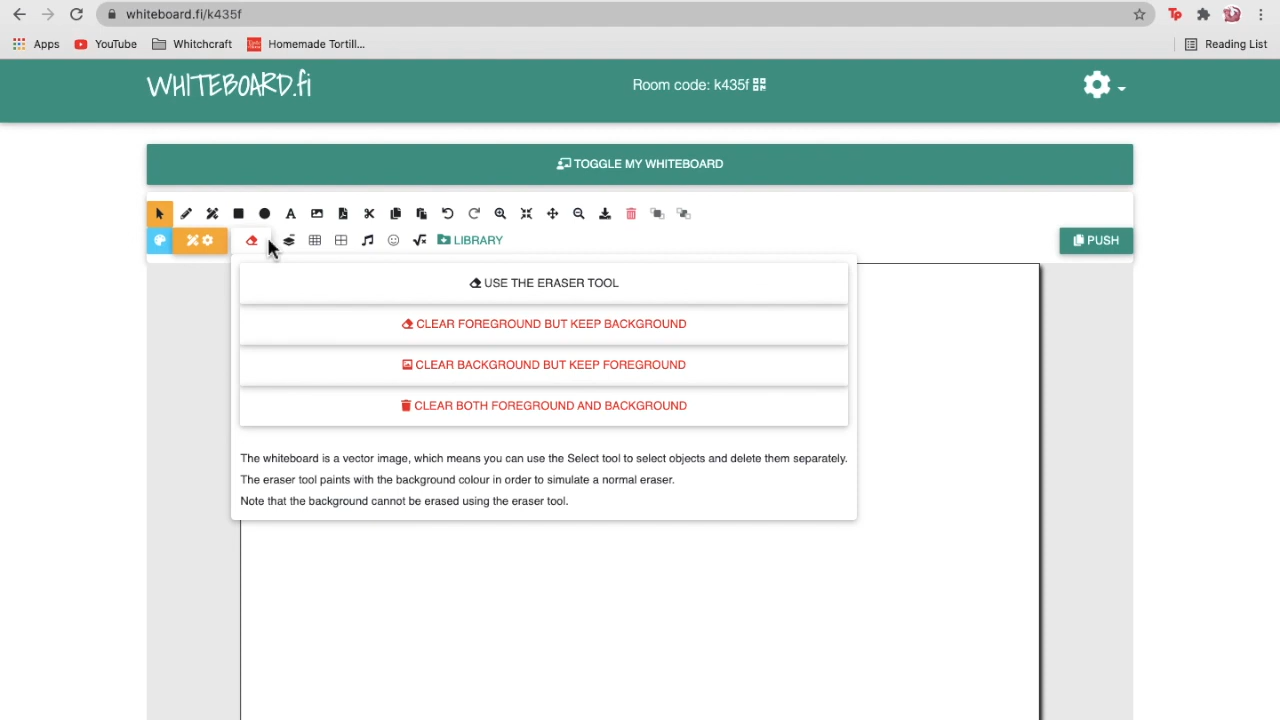 whiteboard.fi/k435f
Apps YouTube Whitchcraft Homemade Tortill... Reading List
WHITEBOARD.fi Room code: k435f
TOGGLE MY WHITEBOARD
LIBRARY PUSH
USE THE ERASER TOOL
CLEAR FOREGROUND BUT KEEP BACKGROUND
CLEAR BACKGROUND BUT KEEP FOREGROUND
CLEAR BOTH FOREGROUND AND BACKGROUND
The whiteboard is a vector image, which means you can use the Select tool to select objects and delete them separately.
The eraser tool paints with the background colour in order to simulate a normal eraser.
Note that the background cannot be erased using the eraser tool.